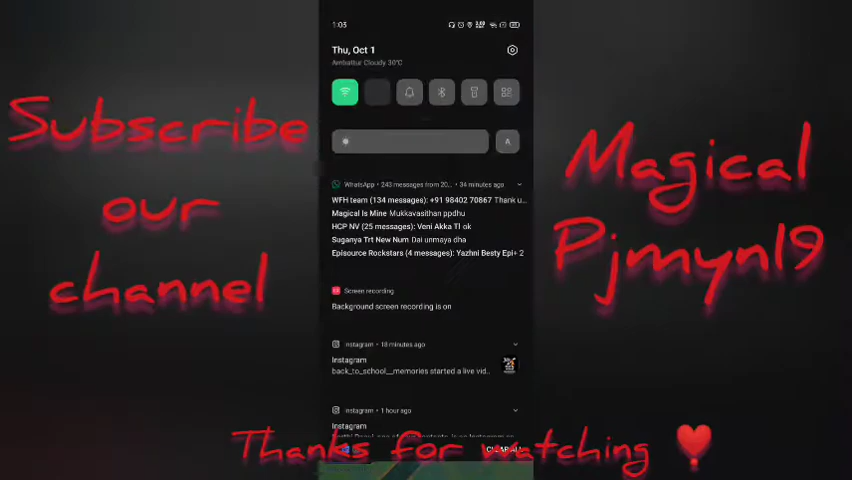 1:03
Thu, Oct 1
Ambattur Cloudy 30°C
A
WhatsApp • 243 messages from 20... • 34 minutes ago
WFH team (134 messages): +91 98402 70867 Thank u...
Magical Is Mine Mukkavasithan ppdhu
HCP NV (25 messages): Veni Akka Tl ok
Suganya Trt New Num Dai unmaya dha
Episource Rockstars (4 messages): Yazhni Besty Epi+ 2
Screen recording
Background screen recording is on
Instagram • 18 minutes ago
Instagram
back_to_school__memories started a live vid...
Instagram • 1 hour ago
Instagram
Subscribe
our
channel
Magical
Pjmyn19
Thanks for watching ❣️